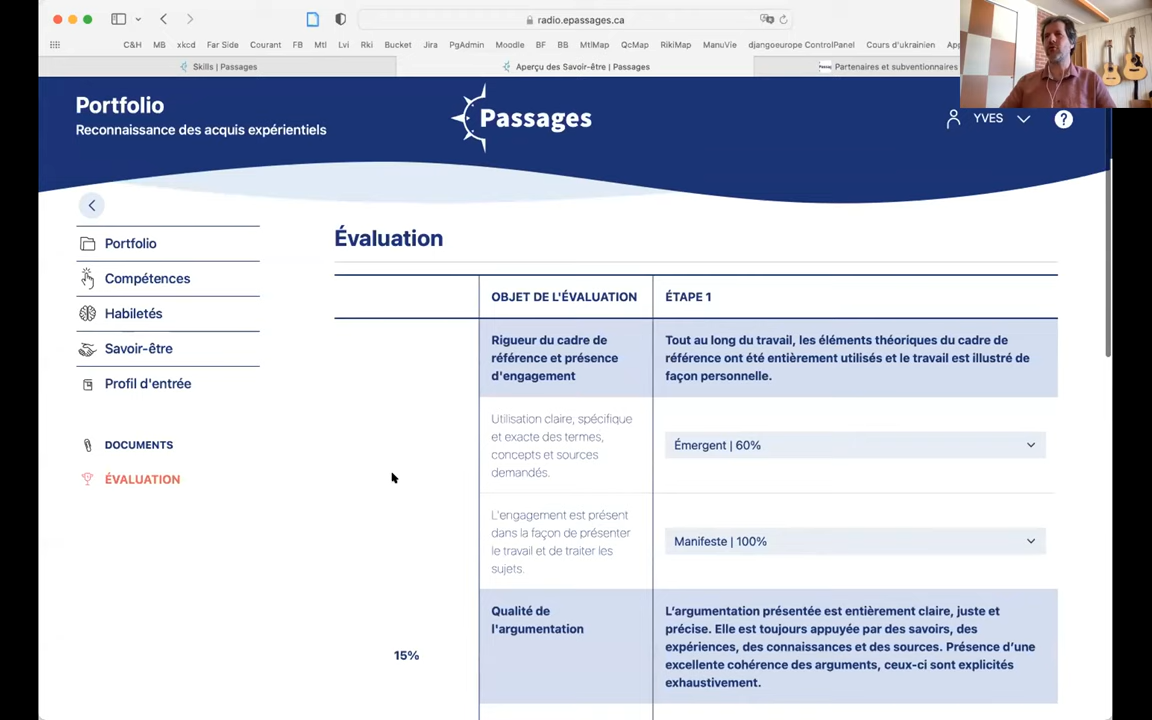 radio.epassages.ca
C&H MB xkcd Far Side Courant FB Mtl Lvi Rki Bucket Jira PgAdmin Moodle BF BB MtlMap QcMap RikiMap ManuVie djangoeurope ControlPanel Cours d'ukrainien
Skills | Passages
Aperçu des Savoir-être | Passages
Partenaires et subventionnaires
Portfolio
Reconnaissance des acquis expérientiels
Passages
YVES
?
Portfolio
Compétences
Habiletés
Savoir-être
Profil d'entrée
DOCUMENTS
ÉVALUATION
Évaluation
OBJET DE L'ÉVALUATION
ÉTAPE 1
Rigueur du cadre de
référence et présence
d'engagement
Tout au long du travail, les éléments théoriques du cadre de
référence ont été entièrement utilisés et le travail est illustré de
façon personnelle.
Utilisation claire, spécifique
et exacte des termes,
concepts et sources
demandés.
Émergent | 60%
L'engagement est présent
dans la façon de présenter
le travail et de traiter les
sujets.
Manifeste | 100%
15%
Qualité de
l'argumentation
L'argumentation présentée est entièrement claire, juste et
précise. Elle est toujours appuyée par des savoirs, des
expériences, des connaissances et des sources. Présence d'une
excellente cohérence des arguments, ceux-ci sont explicités
exhaustivement.